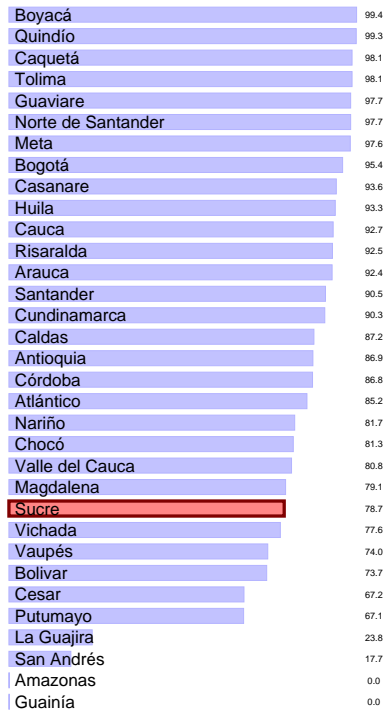 Boyacá 99.4
Quindío 99.3
Caquetá 98.1
Tolima 98.1
Guaviare 97.7
Norte de Santander 97.7
Meta 97.6
Bogotá 95.4
Casanare 93.6
Huila 93.3
Cauca 92.7
Risaralda 92.5
Arauca 92.4
Santander 90.5
Cundinamarca 90.3
Caldas 87.2
Antioquia 86.9
Córdoba 86.8
Atlántico 85.2
Nariño 81.7
Chocó 81.3
Valle del Cauca 80.8
Magdalena 79.1
Sucre 78.7
Vichada 77.6
Vaupés 74.0
Bolivar 73.7
Cesar 67.2
Putumayo 67.1
La Guajira 23.8
San Andrés 17.7
Amazonas 0.0
Guainía 0.0